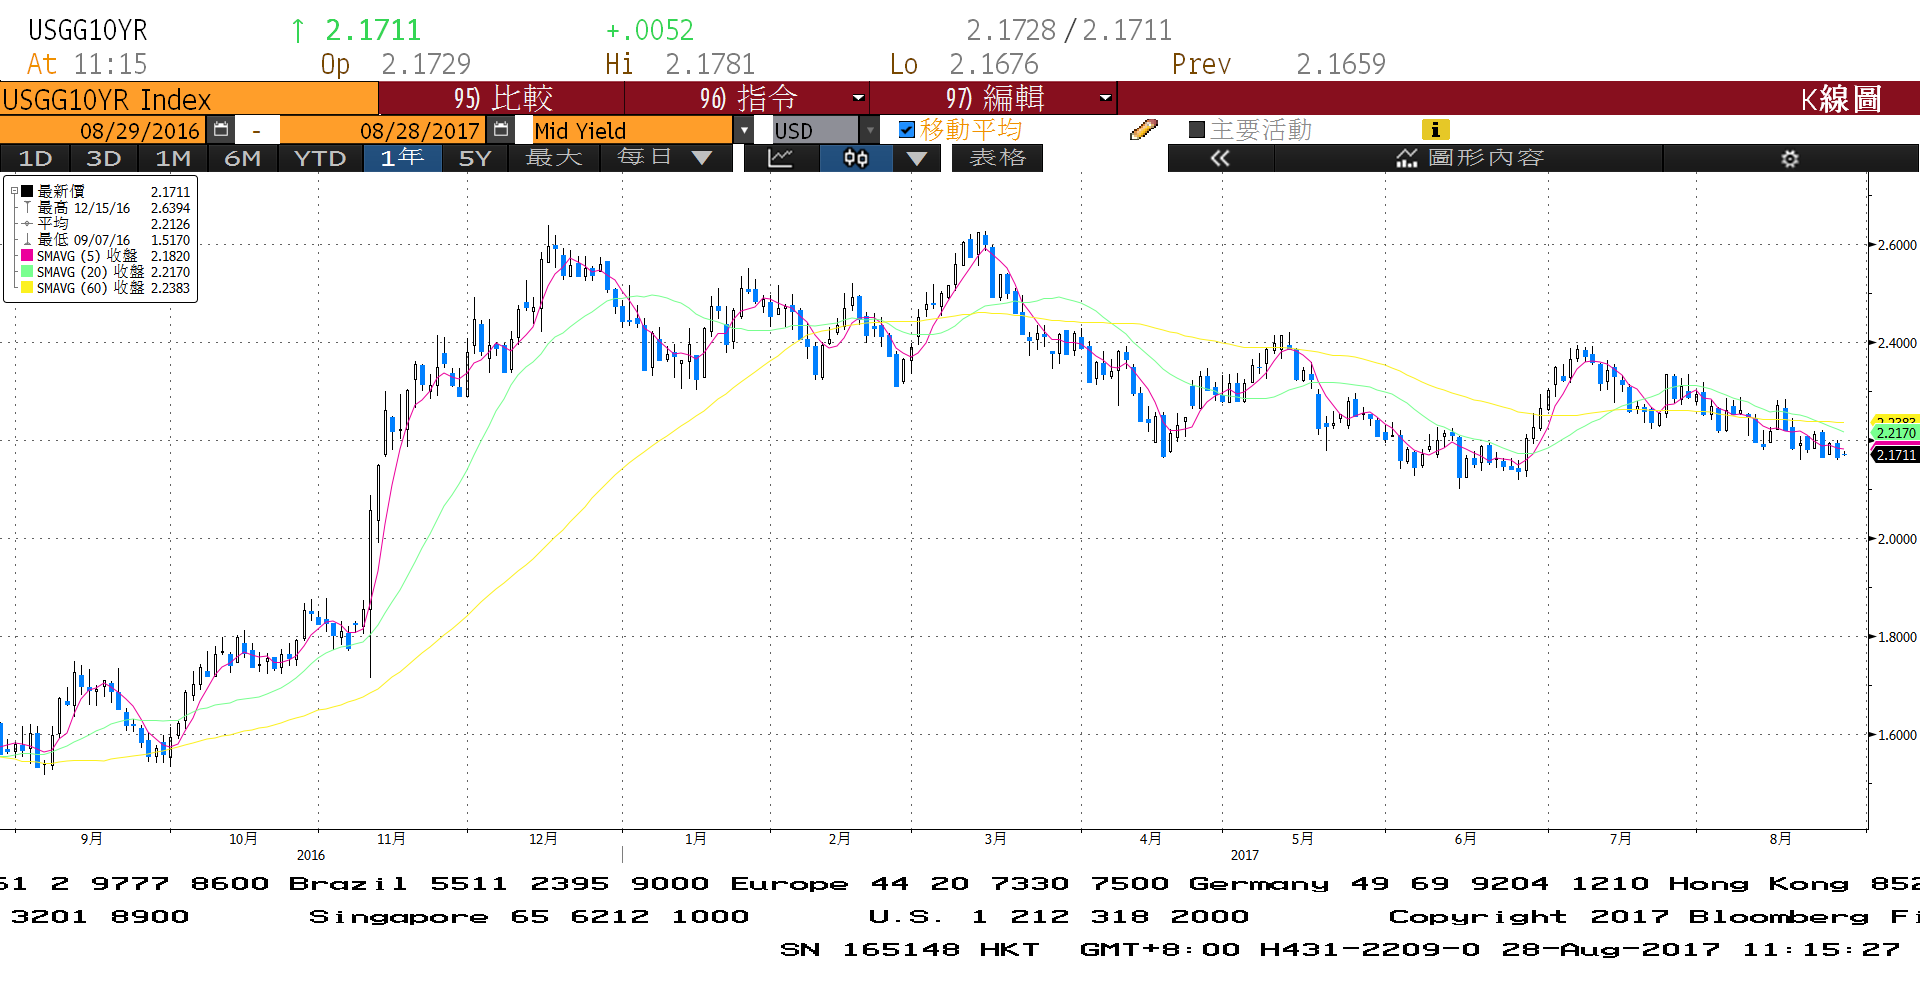 USGG10YR ↑ 2.1711 +.0052 2.1728/2.1711
At 11:15 Op 2.1729 Hi 2.1781 Lo 2.1676 Prev 2.1659
USGG10YR Index 95) 比較 96) 指令 97) 編輯 K線圖
08/29/2016 - 08/28/2017 Mid Yield USD 移動平均 主要活動 i
1D 3D 1M 6M YTD 1年 5Y 最大 每日 ▼ 表格 « 圖形內容
最新價 2.1711
最高 12/15/16 2.6394
平均 2.2126
最低 09/07/16 1.5170
SMAVG (5) 收盤 2.1820
SMAVG (20) 收盤 2.2170
SMAVG (60) 收盤 2.2383
2.6000
2.4000
2.2383
2.2170
2.1711
2.0000
1.8000
1.6000
9月 10月 11月 12月 1月 2月 3月 4月 5月 6月 7月 8月
2016 2017
61 2 9777 8600 Brazil 5511 2395 9000 Europe 44 20 7330 7500 Germany 49 69 9204 1210 Hong Kong 852
3201 8900 Singapore 65 6212 1000 U.S. 1 212 318 2000 Copyright 2017 Bloomberg Fi
SN 165148 HKT GMT+8:00 H431-2209-0 28-Aug-2017 11:15:27